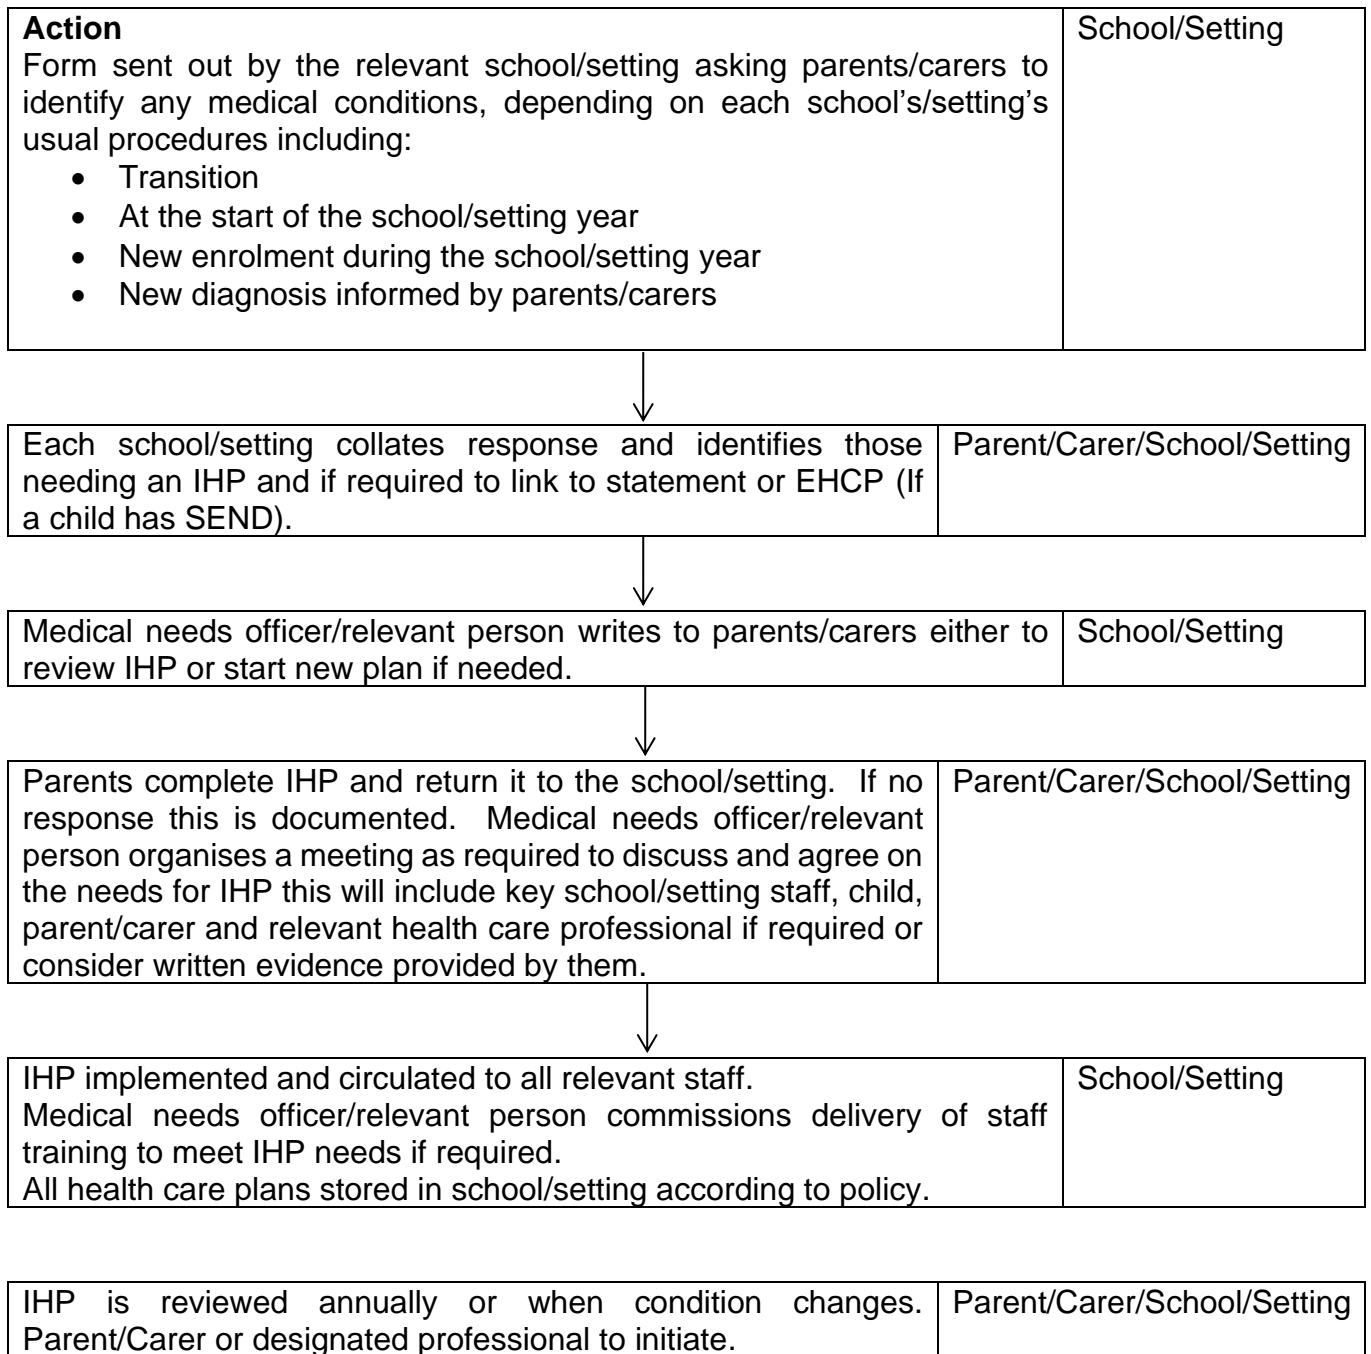 Action
School/Setting
Form sent out by the relevant school/setting asking parents/carers to
identify any medical conditions, depending on each school’s/setting’s
usual procedures including:
• Transition
• At the start of the school/setting year
• New enrolment during the school/setting year
• New diagnosis informed by parents/carers
Each school/setting collates response and identifies those
needing an IHP and if required to link to statement or EHCP (If
a child has SEND).
Parent/Carer/School/Setting
Medical needs officer/relevant person writes to parents/carers either to
review IHP or start new plan if needed.
School/Setting
Parents complete IHP and return it to the school/setting. If no
response this is documented. Medical needs officer/relevant
person organises a meeting as required to discuss and agree on
the needs for IHP this will include key school/setting staff, child,
parent/carer and relevant health care professional if required or
consider written evidence provided by them.
Parent/Carer/School/Setting
IHP implemented and circulated to all relevant staff.
Medical needs officer/relevant person commissions delivery of staff
training to meet IHP needs if required.
All health care plans stored in school/setting according to policy.
School/Setting
IHP is reviewed annually or when condition changes.
Parent/Carer or designated professional to initiate.
Parent/Carer/School/Setting